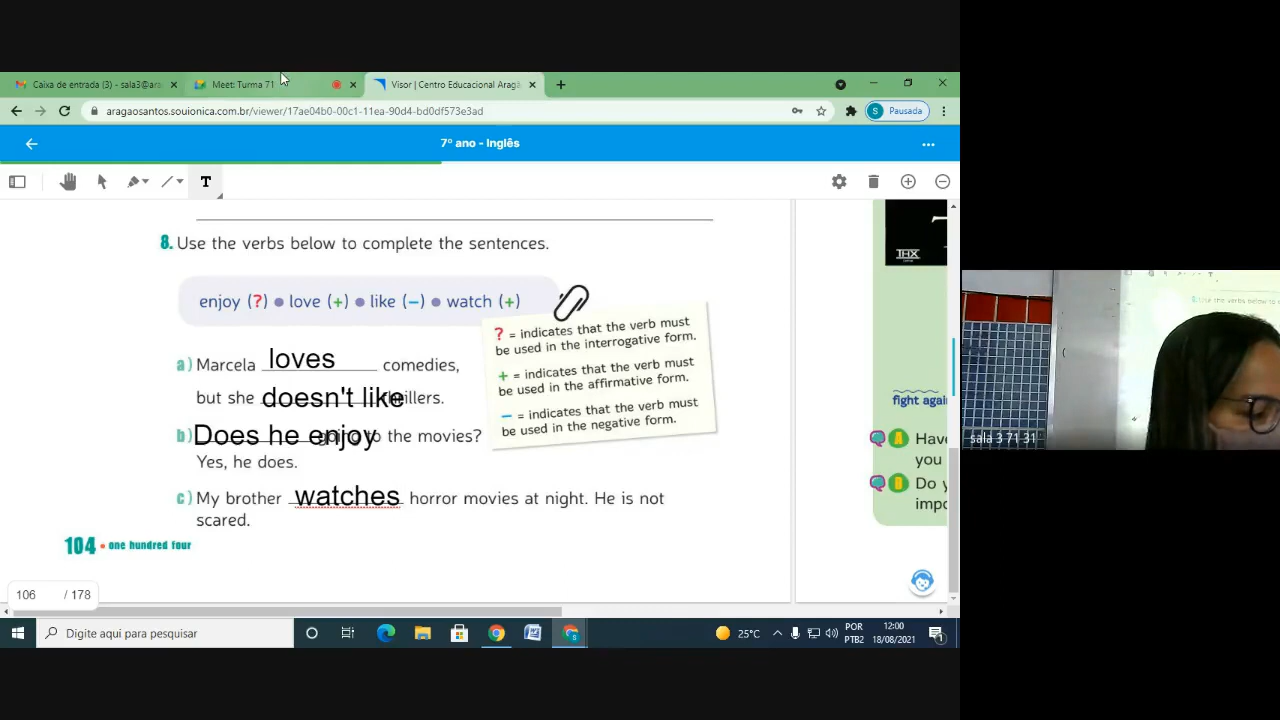 Caixa de entrada (3) - sala3@ara
Meet: Turma 71
Visor | Centro Educacional Aragã
aragaosantos.souionica.com.br/viewer/17ae04b0-00c1-11ea-90d4-bd0df573e3ad
S Pausada
7º ano - Inglês
T
8. Use the verbs below to complete the sentences.
enjoy (?) ● love (+) ● like (–) ● watch (+)
? = indicates that the verb must
be used in the interrogative form.
+ = indicates that the verb must
be used in the affirmative form.
– = indicates that the verb must
be used in the negative form.
a) Marcela loves comedies,
but she doesn't like thrillers.
b) Does he enjoy going to the movies?
Yes, he does.
c) My brother watches horror movies at night. He is not
scared.
104 • one hundred four
THX
fight agai
A Have
you
D Do y
impo
106 / 178
sala 3 71 31
Digite aqui para pesquisar
25°C
POR
PTB2
12:00
18/08/2021
1